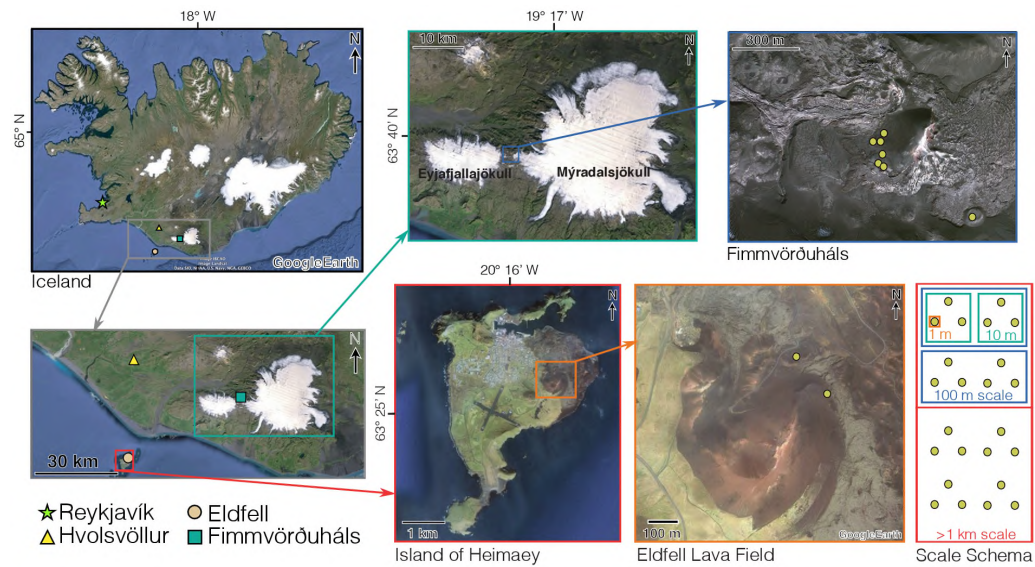 18° W
65° N
N
GoogleEarth
Iceland
19° 17' W
63° 40' N
10 km
N
Eyjafjallajökull
Mýradalsjökull
300 m
N
Fimmvörðuháls
N
30 km
Reykjavík
Hvolsvöllur
Eldfell
Fimmvörðuháls
20° 16' W
63° 25' N
N
1 km
Island of Heimaey
N
100 m
GoogleEarth
Eldfell Lava Field
1 m
10 m
100 m scale
>1 km scale
Scale Schema